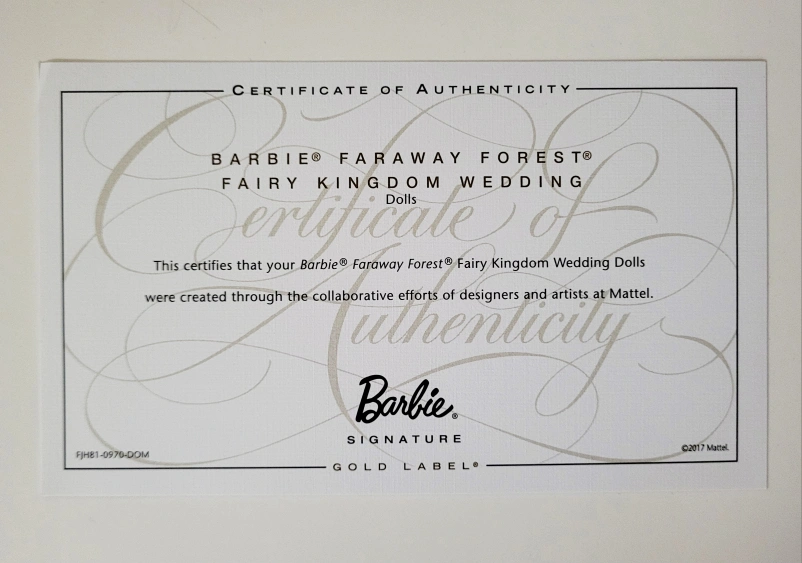 CERTIFICATE OF AUTHENTICITY
BARBIE® FARAWAY FOREST®
FAIRY KINGDOM WEDDING
Dolls
Certificate of
Authenticity
This certifies that your Barbie® Faraway Forest® Fairy Kingdom Wedding Dolls
were created through the collaborative efforts of designers and artists at Mattel.
Barbie®
SIGNATURE
FJH81-0970-DOM
©2017 Mattel.
GOLD LABEL®